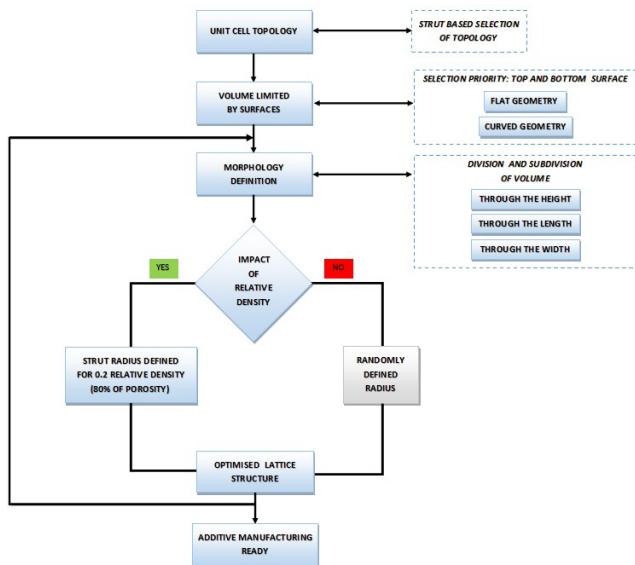 UNIT CELL TOPOLOGY
STRUT BASED SELECTION
OF TOPOLOGY
VOLUME LIMITED
BY SURFACES
SELECTION PRIORITY: TOP AND BOTTOM SURFACE
FLAT GEOMETRY
CURVED GEOMETRY
MORPHOLOGY
DEFINITION
DIVISION AND SUBDIVISION
OF VOLUME
THROUGH THE HEIGHT
THROUGH THE LENGTH
THROUGH THE WIDTH
YES
IMPACT
OF
RELATIVE
DENSITY
NO
STRUT RADIUS DEFINED
FOR 0.2 RELATIVE DENSITY
(80% OF POROSITY)
RANDOMLY
DEFINED
RADIUS
OPTIMISED LATTICE
STRUCTURE
ADDITIVE MANUFACTURING
READY